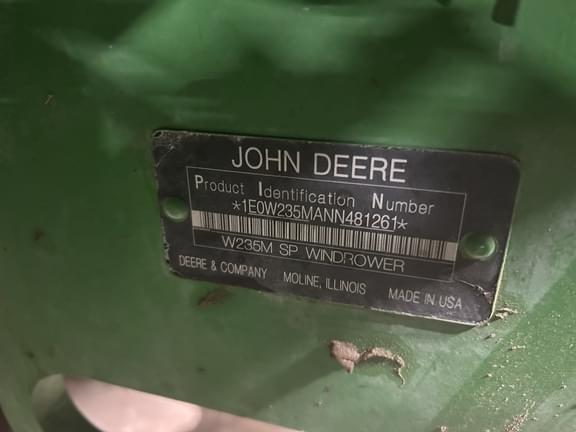 JOHN DEERE
Product Identification Number
*1E0W235MANN481261*
W235M SP WINDROWER
DEERE & COMPANY MOLINE, ILLINOIS MADE IN USA